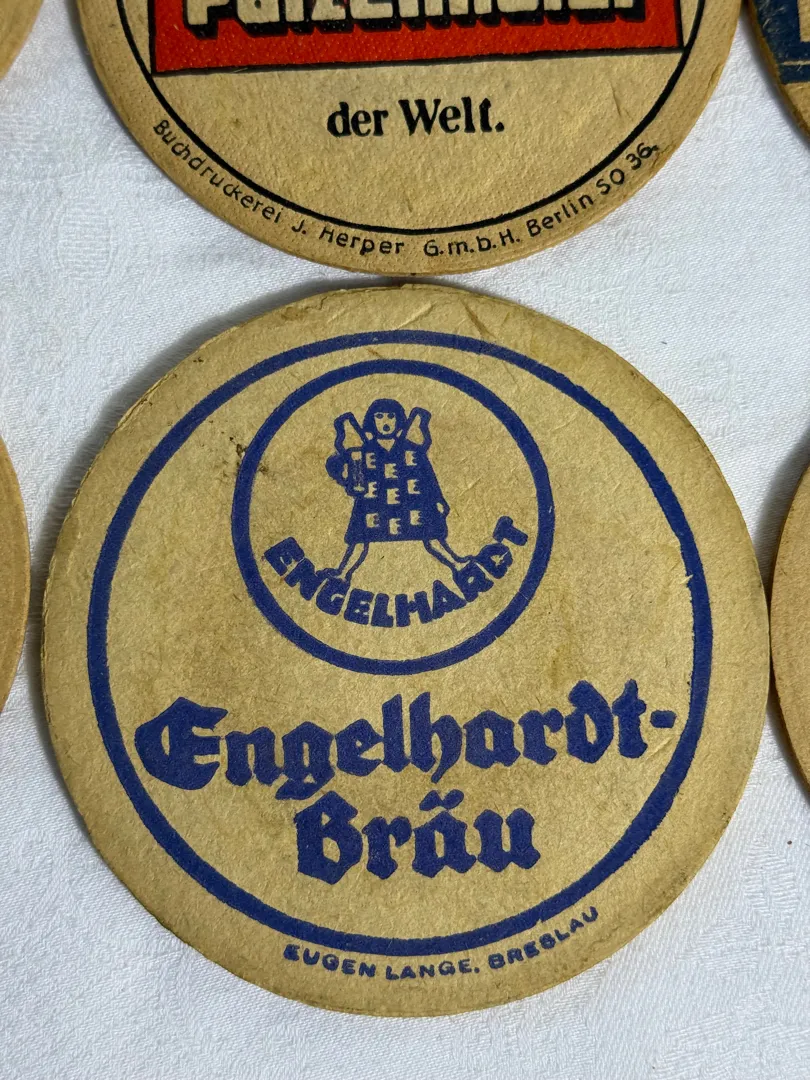 der Welt.
Buchdruckerei J. Herper G.m.b.H. Berlin SO 36.
E E
E E E
E E E
E E E
ENGELHARDT
Engelhardt-
Bräu
EUGEN LANGE, BRESLAU